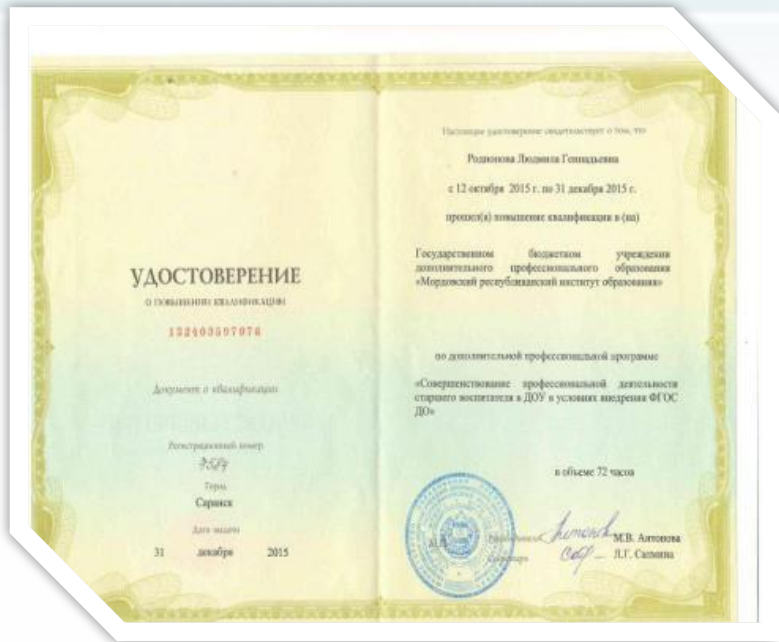 УДОСТОВЕРЕНИЕ
О ПОВЫШЕНИИ КВАЛИФИКАЦИИ
Документ о квалификации
Регистрационный номер
Город
Саранск
Дата выдачи
31 декабря 2015
Настоящее удостоверение свидетельствует о том, что
Родионова Людмила Геннадьевна
с 12 октября 2015 г. по 31 декабря 2015 г.
прошел(а) повышение квалификации в (на)
Государственном бюджетном учреждении
дополнительного профессионального образования
«Мордовский республиканский институт образования»
по дополнительной профессиональной программе
«Совершенствование профессиональной деятельности
старшего воспитателя в ДОУ в условиях внедрения ФГОС
ДО»
в объеме 72 часов
М.П.
Руководитель М.В. Антонова
Секретарь Л.Г.